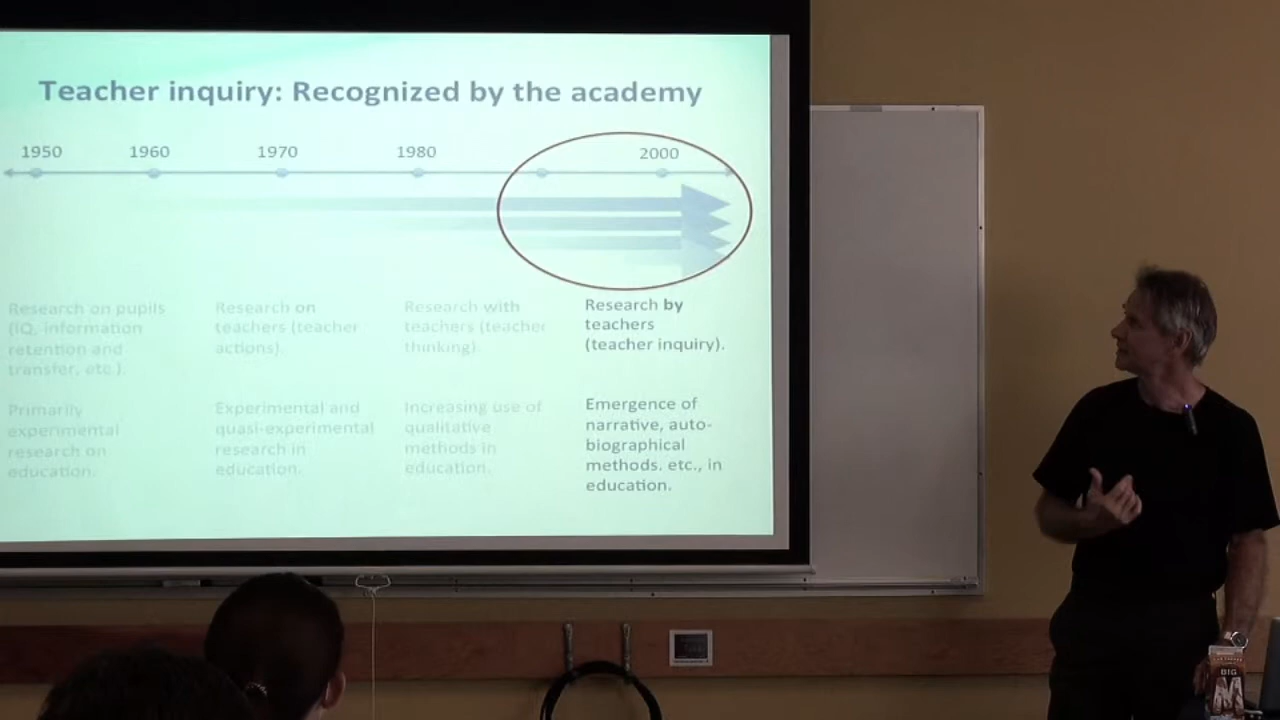 Teacher inquiry: Recognized by the academy
1950 1960 1970 1980 2000
Research on pupils
(IQ, information
retention and
transfer, etc.).
Research on
teachers (teacher
actions).
Research with
teachers (teacher
thinking).
Research by
teachers
(teacher inquiry).
Primarily
experimental
research on
education.
Experimental and
quasi-experimental
research in
education.
Increasing use of
qualitative
methods in
education.
Emergence of
narrative, auto-
biographical
methods. etc., in
education.
BIG
M